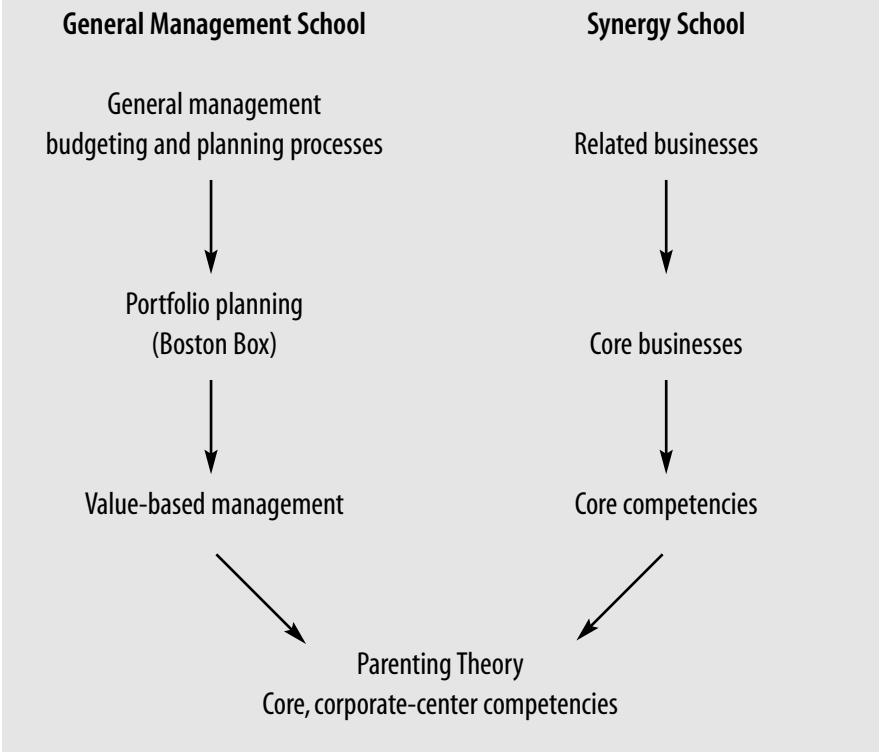 General Management School
Synergy School
General management
budgeting and planning processes
Related businesses
Portfolio planning
(Boston Box)
Core businesses
Value-based management
Core competencies
Parenting Theory
Core, corporate-center competencies